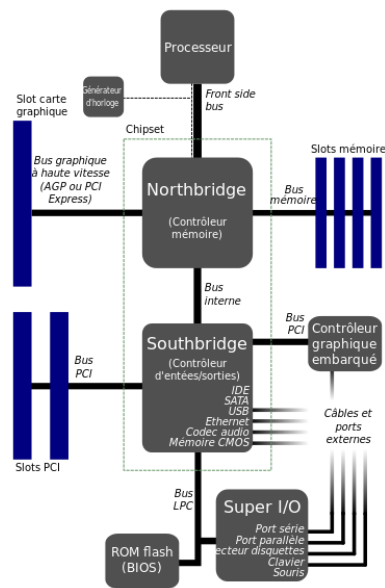 Processeur
Générateur
d'horloge
Front side
bus
Slot carte
graphique
Chipset
Bus graphique
à haute vitesse
(AGP ou PCI
Express)
Northbridge
(Contrôleur
mémoire)
Bus
mémoire
Slots mémoire
Bus
interne
Bus
PCI
Southbridge
(Contrôleur
d'entées/sorties)
IDE
SATA
USB
Ethernet
Codec audio
Mémoire CMOS
Bus
PCI
Contrôleur
graphique
embarqué
Câbles et
ports
externes
Slots PCI
Bus
LPC
Super I/O
Port série
Port parallèle
ecteur disquettes
Clavier
Souris
ROM flash
(BIOS)